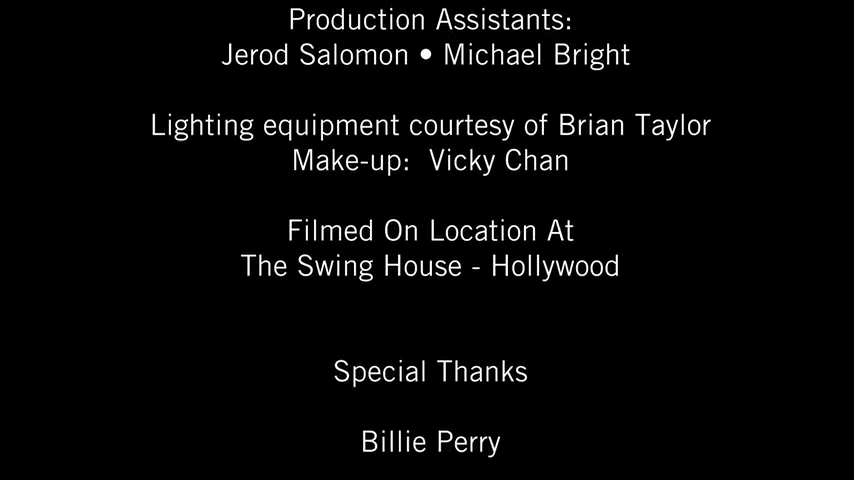 Production Assistants:
Jerod Salomon • Michael Bright
Lighting equipment courtesy of Brian Taylor
Make-up:  Vicky Chan
Filmed On Location At
The Swing House - Hollywood
Special Thanks
Billie Perry